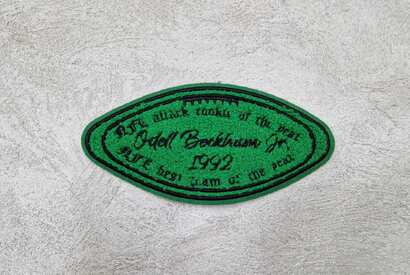 NFL attack rookie of the year
Odell Beckham Jr.
1992
NFL best team of the year